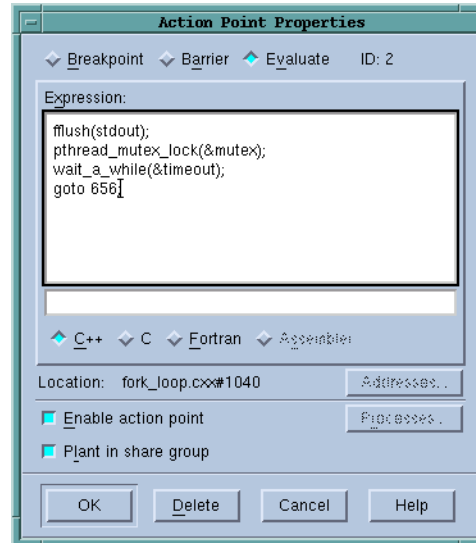 Action Point Properties
Breakpoint Barrier Evaluate ID: 2
Expression:
fflush(stdout);
pthread_mutex_lock(&mutex);
wait_a_while(&timeout);
goto 656;
C++ C Fortran Assembler
Location: fork_loop.cxx#1040 Addresses...
Enable action point Processes...
Plant in share group
OK Delete Cancel Help